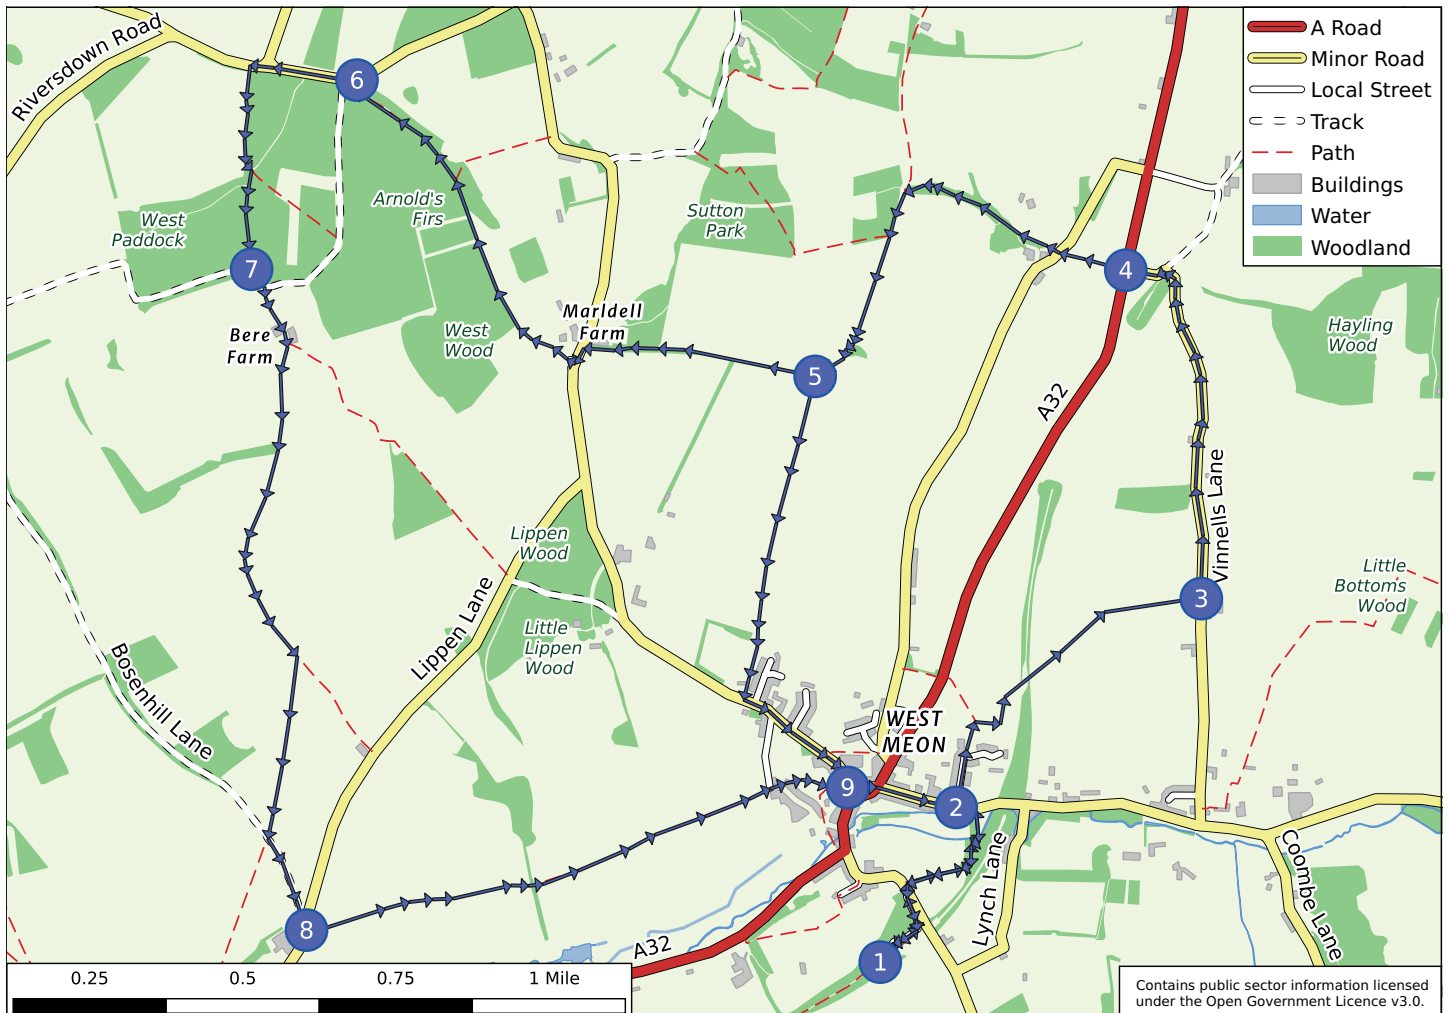 A Road
Minor Road
Local Street
Track
Path
Buildings
Water
Woodland
Riversdown Road
6
West
Paddock
Arnold's
Firs
Sutton
Park
7
4
Bere
Farm
West
Wood
Marldell
Farm
Hayling
Wood
5
A32
Vinnells Lane
Lippen
Wood
Little
Bottoms
Wood
3
Lippen Lane
Little
Lippen
Wood
Bosenhill Lane
WEST
MEON
9
2
Lynch Lane
Coombe Lane
8
A32
1
0.25
0.5
0.75
1 Mile
Contains public sector information licensed
under the Open Government Licence v3.0.